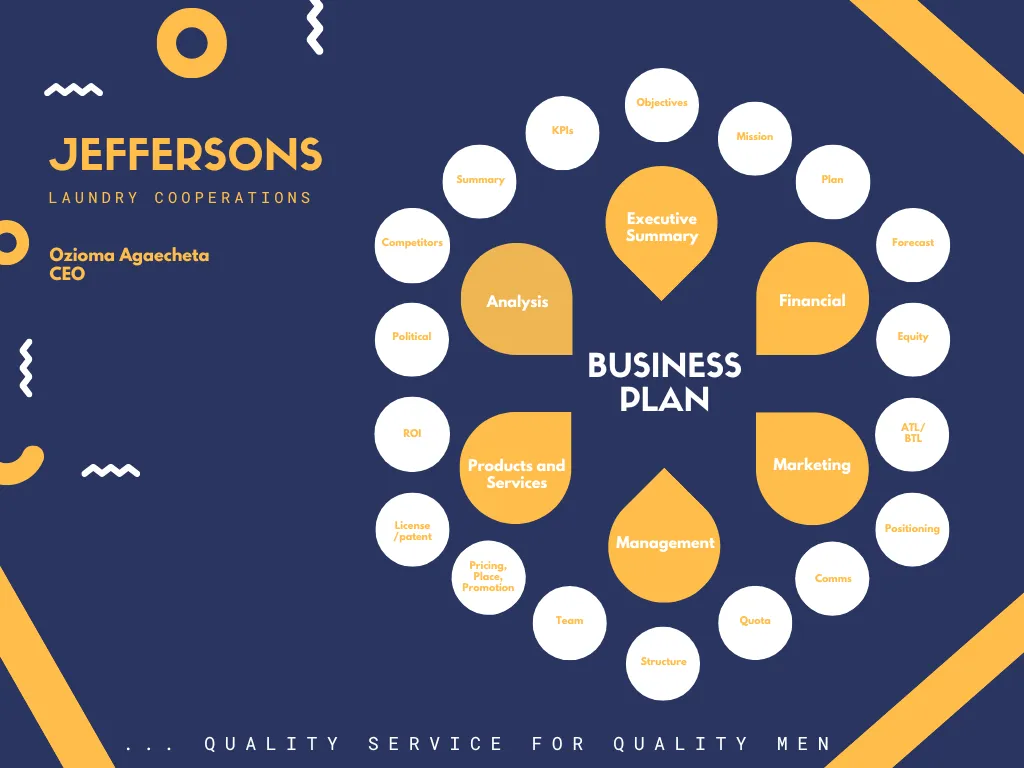 JEFFERSONS
LAUNDRY COOPERATIONS
Ozioma Agaecheta
CEO
BUSINESS
PLAN
Executive
Summary
Financial
Marketing
Management
Products and
Services
Analysis
Objectives
Mission
Plan
Forecast
Equity
ATL/
BTL
Positioning
Comms
Quota
Structure
Team
Pricing,
Place,
Promotion
License
/patent
ROI
Political
Competitors
Summary
KPIs
... QUALITY SERVICE FOR QUALITY MEN